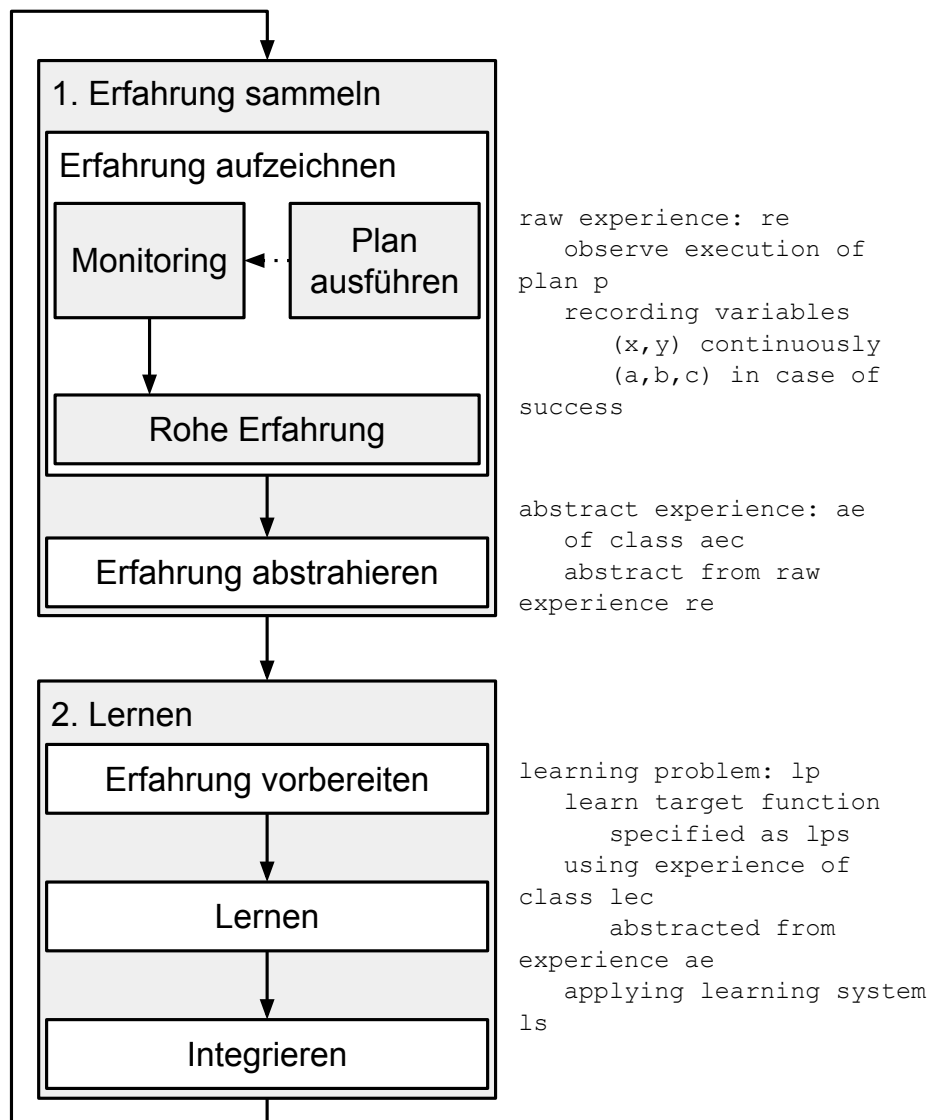 1. Erfahrung sammeln
Erfahrung aufzeichnen
Monitoring
Plan
ausführen
Rohe Erfahrung
Erfahrung abstrahieren
raw experience: re
observe execution of
plan p
recording variables
(x,y) continuously
(a,b,c) in case of
success
abstract experience: ae
of class aec
abstract from raw
experience re
2. Lernen
Erfahrung vorbereiten
Lernen
Integrieren
learning problem: lp
learn target function
specified as lps
using experience of
class lec
abstracted from
experience ae
applying learning system
ls